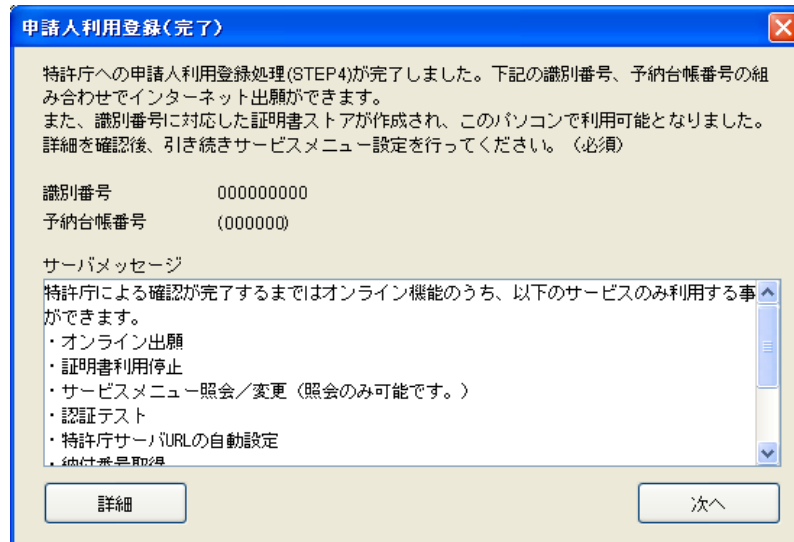 申請人利用登録(完了)
特許庁への申請人利用登録処理(STEP4)が完了しました。下記の識別番号、予納台帳番号の組
み合わせでインターネット出願ができます。
また、識別番号に対応した証明書ストアが作成され、このパソコンで利用可能となりました。
詳細を確認後、引き続きサービスメニュー設定を行ってください。（必須）
識別番号 000000000
予納台帳番号 (000000)
サーバメッセージ
特許庁による確認が完了するまではオンライン機能のうち、以下のサービスのみ利用する事
ができます。
・オンライン出願
・証明書利用停止
・サービスメニュー照会／変更（照会のみ可能です。）
・認証テスト
・特許庁サーバURLの自動設定
・納付番号取得
詳細
次へ